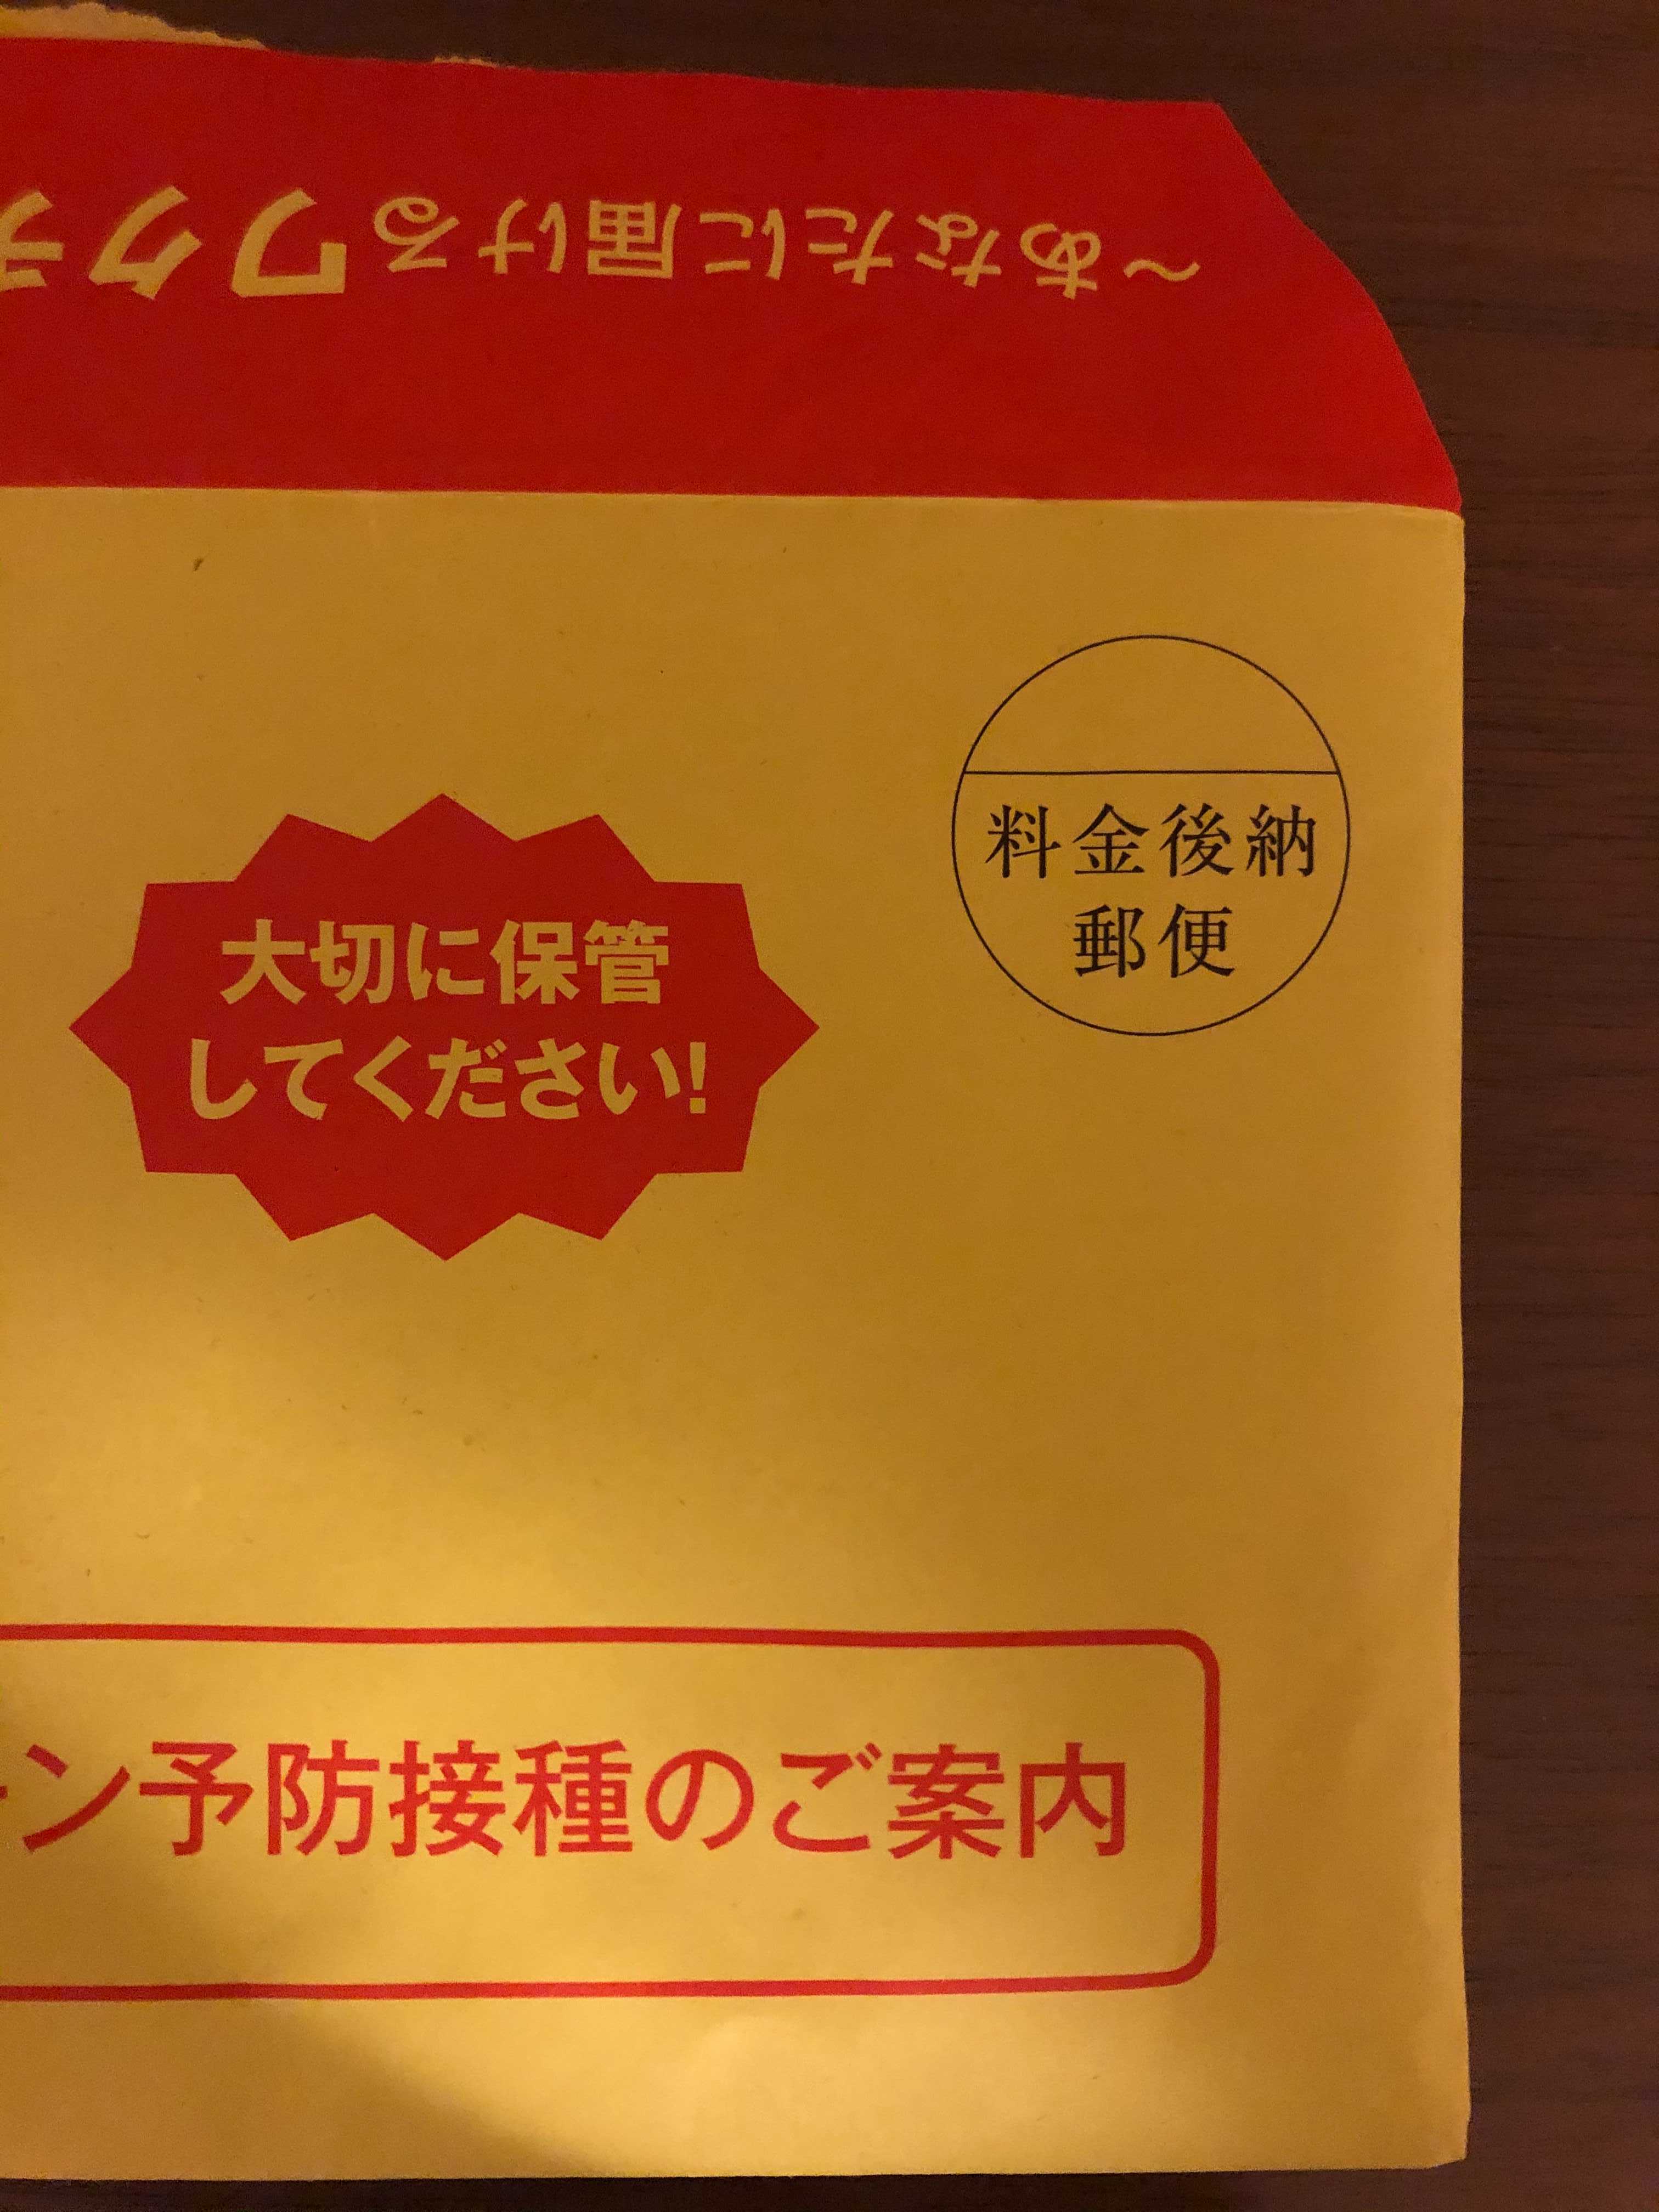 ～あなたに届けるワクチ
料金後納
郵便
大切に保管
してください!
ン予防接種のご案内